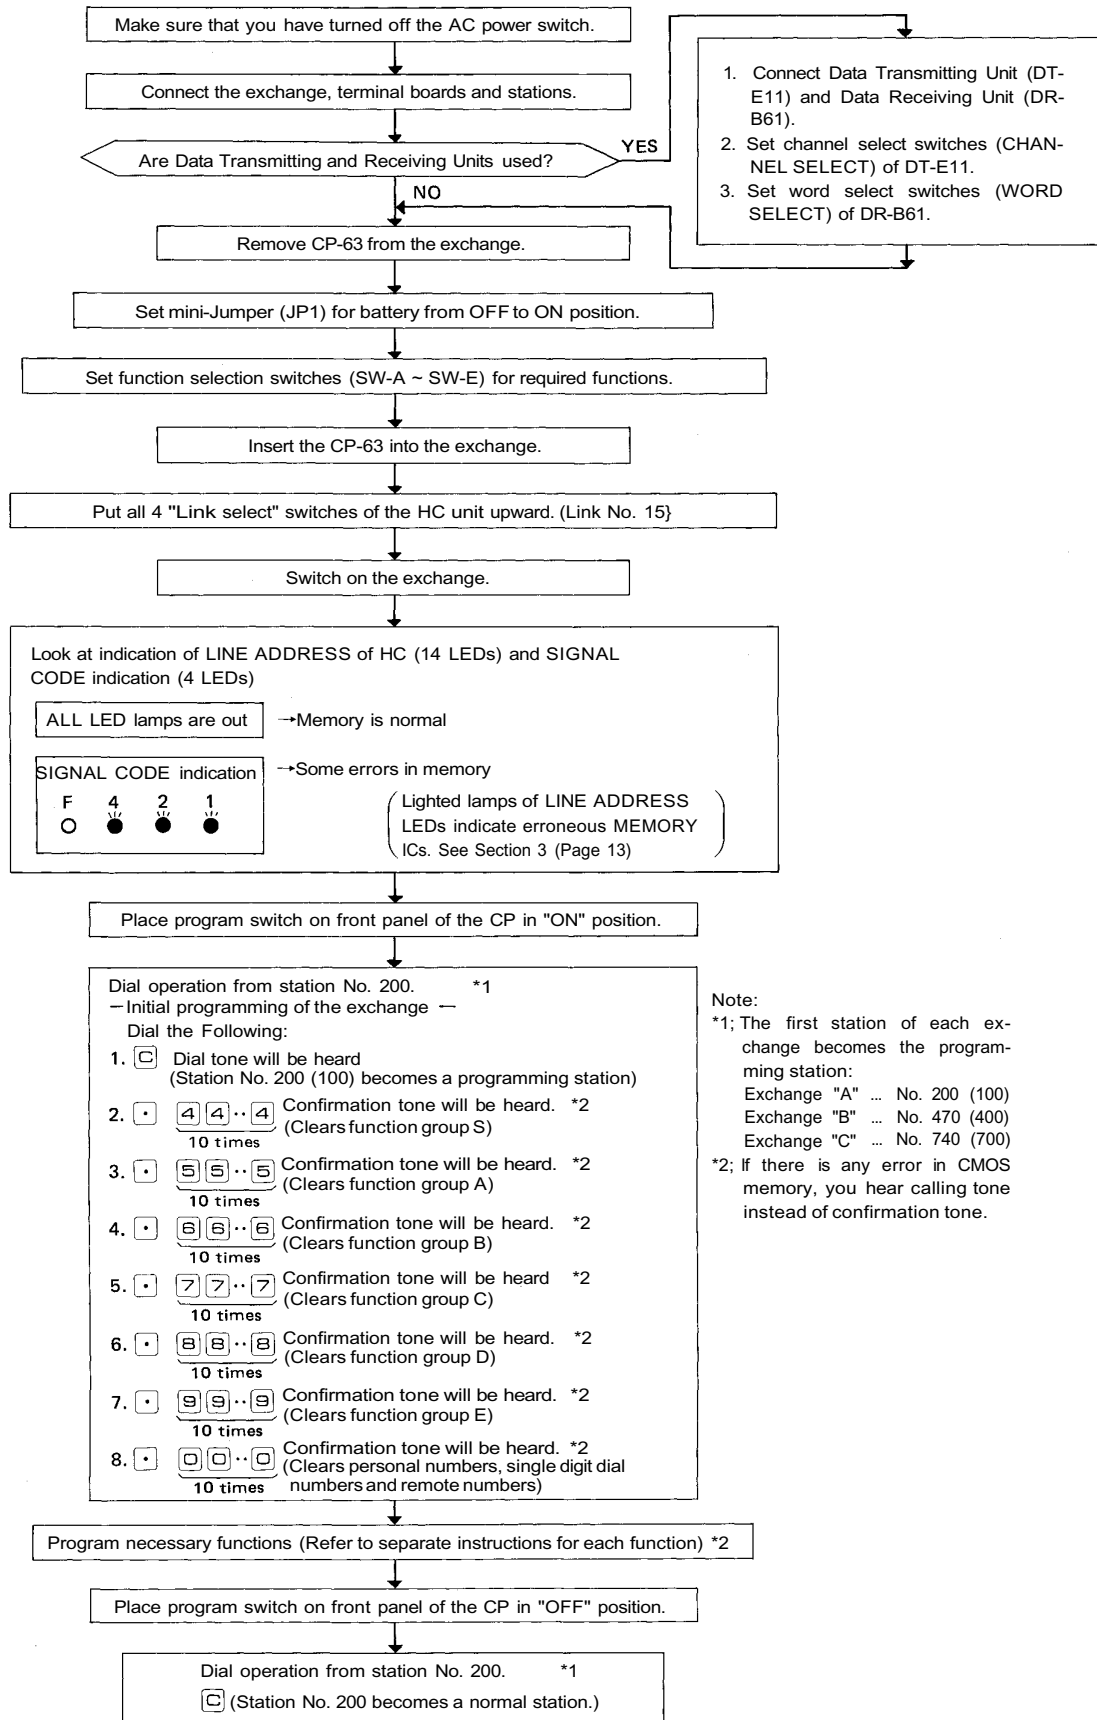 Make sure that you have turned off the AC power switch.
Connect the exchange, terminal boards and stations.
Are Data Transmitting and Receiving Units used?
YES
1. Connect Data Transmitting Unit (DT-
E11) and Data Receiving Unit (DR-
B61).
2. Set channel select switches (CHAN-
NEL SELECT) of DT-E11.
3. Set word select switches (WORD
SELECT) of DR-B61.
NO
Remove CP-63 from the exchange.
Set mini-Jumper (JP1) for battery from OFF to ON position.
Set function selection switches (SW-A ~ SW-E) for required functions.
Insert the CP-63 into the exchange.
Put all 4 "Link select" switches of the HC unit upward. (Link No. 15}
Switch on the exchange.
Look at indication of LINE ADDRESS of HC (14 LEDs) and SIGNAL
CODE indication (4 LEDs)
ALL LED lamps are out →Memory is normal
SIGNAL CODE indication →Some errors in memory
F 4 2 1
(Lighted lamps of LINE ADDRESS
LEDs indicate erroneous MEMORY
ICs. See Section 3 (Page 13))
Place program switch on front panel of the CP in "ON" position.
Dial operation from station No. 200. *1
—Initial programming of the exchange —
Dial the Following:
1. C Dial tone will be heard
(Station No. 200 (100) becomes a programming station)
2. · 4 4 ·· 4 Confirmation tone will be heard. *2
(Clears function group S)
10 times
3. · 5 5 ·· 5 Confirmation tone will be heard. *2
(Clears function group A)
10 times
4. · 6 6 ·· 6 Confirmation tone will be heard. *2
(Clears function group B)
10 times
5. · 7 7 ·· 7 Confirmation tone will be heard *2
(Clears function group C)
10 times
6. · 8 8 ·· 8 Confirmation tone will be heard. *2
(Clears function group D)
10 times
7. · 9 9 ·· 9 Confirmation tone will be heard. *2
(Clears function group E)
10 times
8. · 0 0 ·· 0 Confirmation tone will be heard. *2
(Clears personal numbers, single digit dial
10 times numbers and remote numbers)
Note:
*1; The first station of each ex-
change becomes the program-
ming station:
Exchange "A" ... No. 200 (100)
Exchange "B" ... No. 470 (400)
Exchange "C" ... No. 740 (700)
*2; If there is any error in CMOS
memory, you hear calling tone
instead of confirmation tone.
Program necessary functions (Refer to separate instructions for each function) *2
Place program switch on front panel of the CP in "OFF" position.
Dial operation from station No. 200. *1
C (Station No. 200 becomes a normal station.)